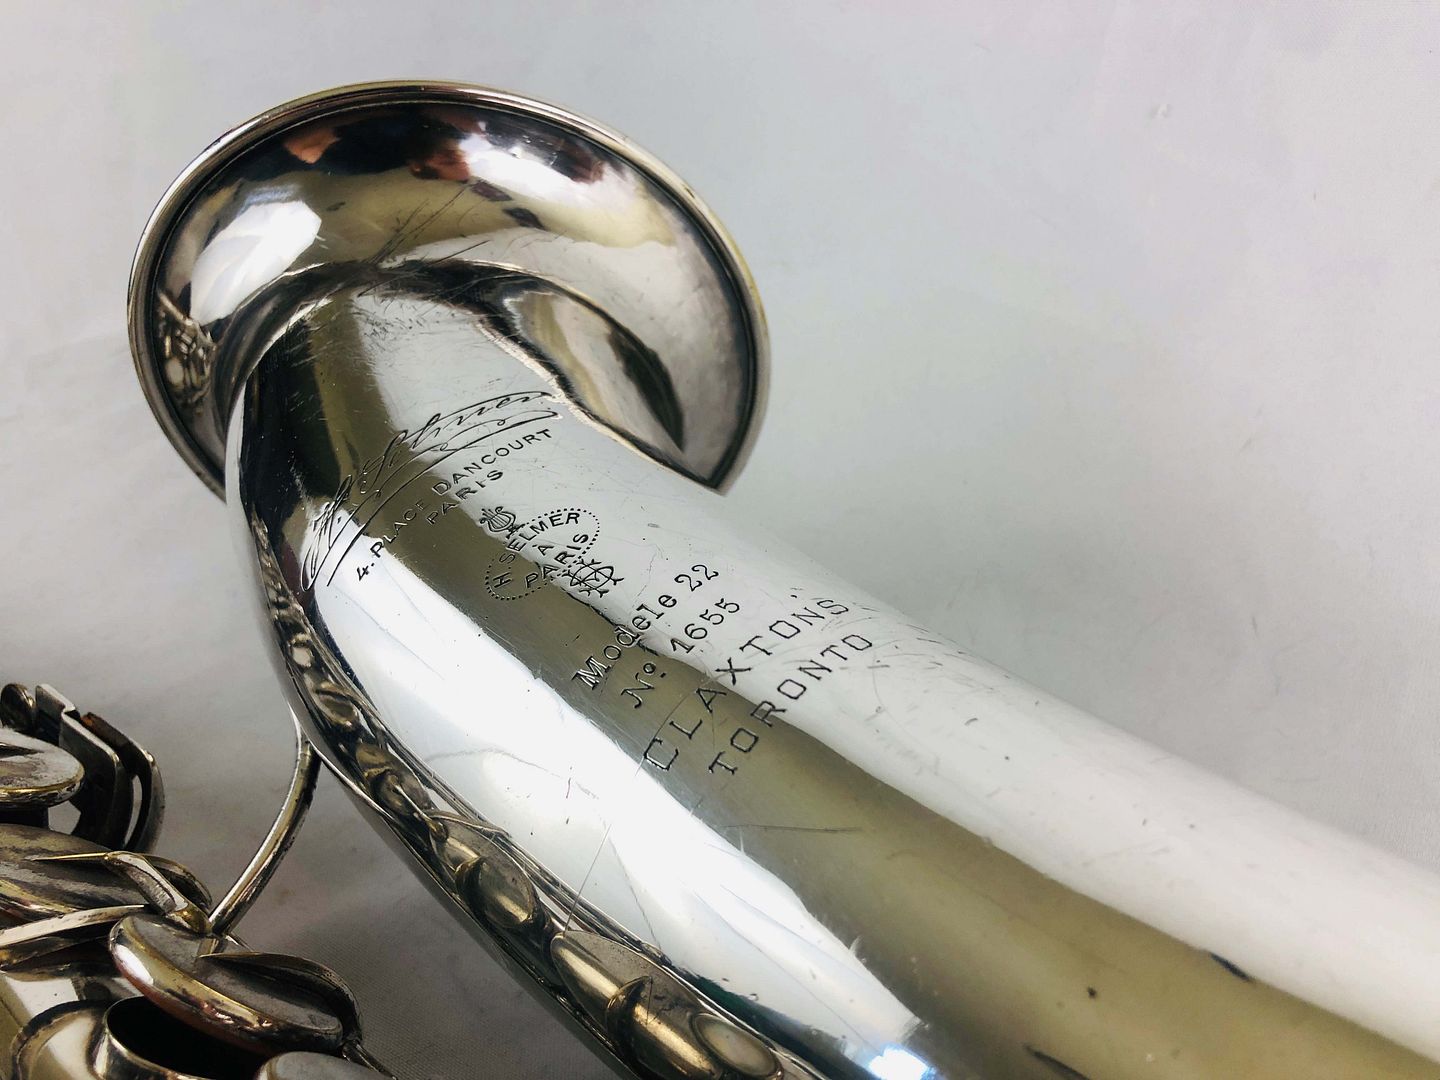 H. Selmer
4. PLACE DANCOURT
PARIS
H. SELMER
A
PARIS
Modele 22
No. 1655
CLAXTONS
TORONTO